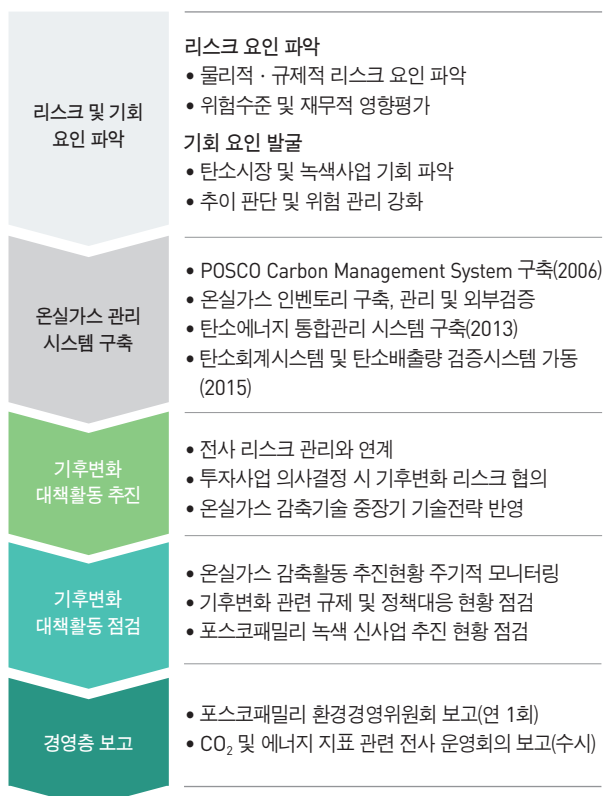 리스크 및 기회
요인 파악
리스크 요인 파악
• 물리적 · 규제적 리스크 요인 파악
• 위험수준 및 재무적 영향평가
기회 요인 발굴
• 탄소시장 및 녹색사업 기회 파악
• 추이 판단 및 위험 관리 강화
온실가스 관리
시스템 구축
• POSCO Carbon Management System 구축(2006)
• 온실가스 인벤토리 구축, 관리 및 외부검증
• 탄소에너지 통합관리 시스템 구축(2013)
• 탄소회계시스템 및 탄소배출량 검증시스템 가동
(2015)
기후변화
대책활동 추진
• 전사 리스크 관리와 연계
• 투자사업 의사결정 시 기후변화 리스크 협의
• 온실가스 감축기술 중장기 기술전략 반영
기후변화
대책활동 점검
• 온실가스 감축활동 추진현황 주기적 모니터링
• 기후변화 관련 규제 및 정책대응 현황 점검
• 포스코패밀리 녹색 신사업 추진 현황 점검
경영층 보고
• 포스코패밀리 환경경영위원회 보고(연 1회)
• CO₂ 및 에너지 지표 관련 전사 운영회의 보고(수시)